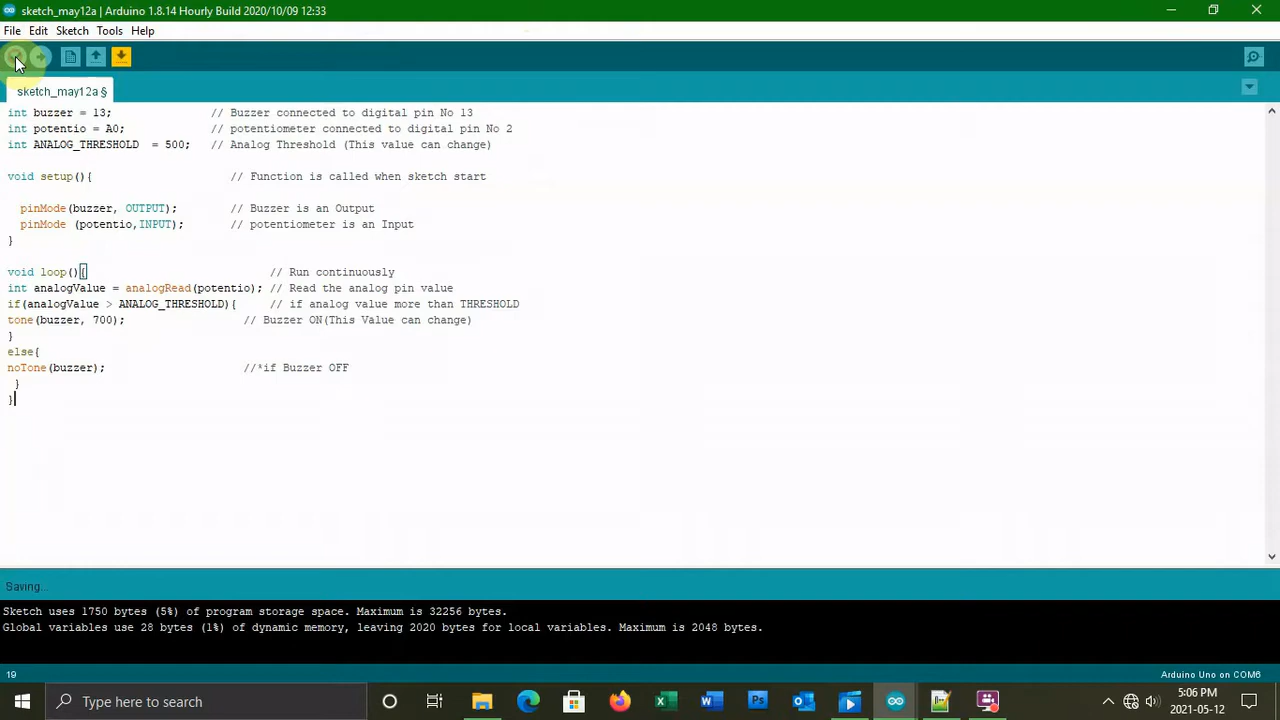 sketch_may12a | Arduino 1.8.14 Hourly Build 2020/10/09 12:33
File Edit Sketch Tools Help
sketch_may12a §
int buzzer = 13; // Buzzer connected to digital pin No 13
int potentio = A0; // potentiometer connected to digital pin No 2
int ANALOG_THRESHOLD = 500; // Analog Threshold (This value can change)
void setup(){ // Function is called when sketch start
pinMode(buzzer, OUTPUT); // Buzzer is an Output
pinMode (potentio,INPUT); // potentiometer is an Input
}
void loop(){ // Run continuously
int analogValue = analogRead(potentio); // Read the analog pin value
if(analogValue > ANALOG_THRESHOLD){ // if analog value more than THRESHOLD
tone(buzzer, 700); // Buzzer ON(This Value can change)
}
else{
noTone(buzzer); //*if Buzzer OFF
}
}
Saving...
Sketch uses 1750 bytes (5%) of program storage space. Maximum is 32256 bytes.
Global variables use 28 bytes (1%) of dynamic memory, leaving 2020 bytes for local variables. Maximum is 2048 bytes.
19 Arduino Uno on COM6
Type here to search
5:06 PM
2021-05-12